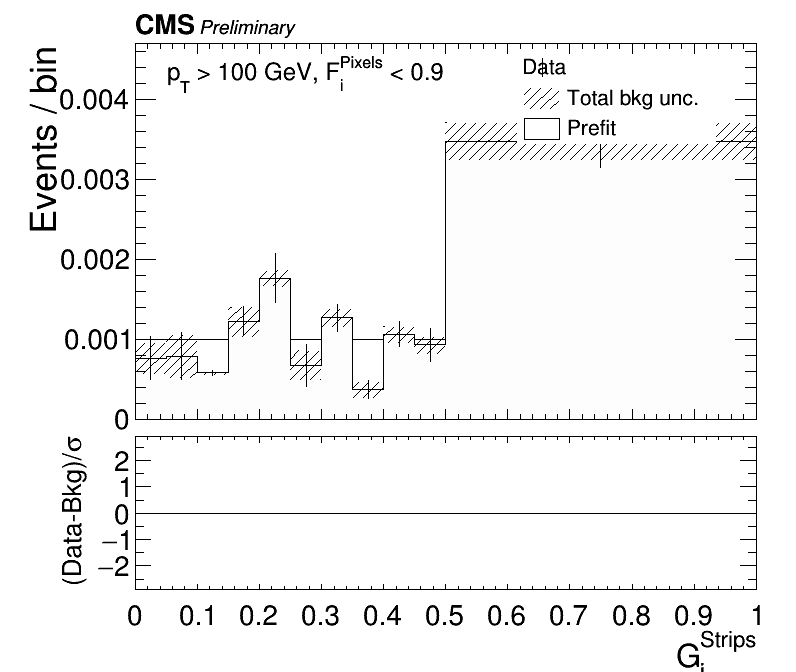 CMS Preliminary
p_T > 100 GeV, F_i^Pixels < 0.9
Data
Total bkg unc.
Prefit
Events / bin
0.004
0.003
0.002
0.001
0
(Data-Bkg)/σ
2
1
0
−1
−2
0 0.1 0.2 0.3 0.4 0.5 0.6 0.7 0.8 0.9 1
G_i^Strips